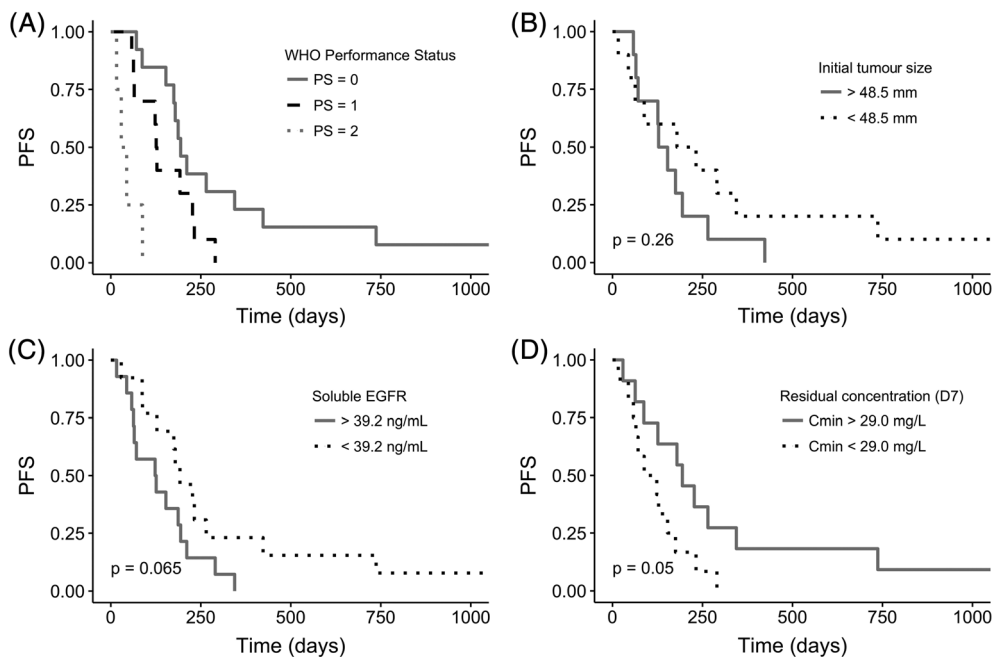 (A)
PFS
1.00
0.75
0.50
0.25
0.00
WHO Performance Status
PS = 0
PS = 1
PS = 2
0 250 500 750 1000
Time (days)
(B)
PFS
1.00
0.75
0.50
0.25
0.00
Initial tumour size
> 48.5 mm
< 48.5 mm
p = 0.26
0 250 500 750 1000
Time (days)
(C)
PFS
1.00
0.75
0.50
0.25
0.00
Soluble EGFR
> 39.2 ng/mL
< 39.2 ng/mL
p = 0.065
0 250 500 750 1000
Time (days)
(D)
PFS
1.00
0.75
0.50
0.25
0.00
Residual concentration (D7)
Cmin > 29.0 mg/L
Cmin < 29.0 mg/L
p = 0.05
0 250 500 750 1000
Time (days)